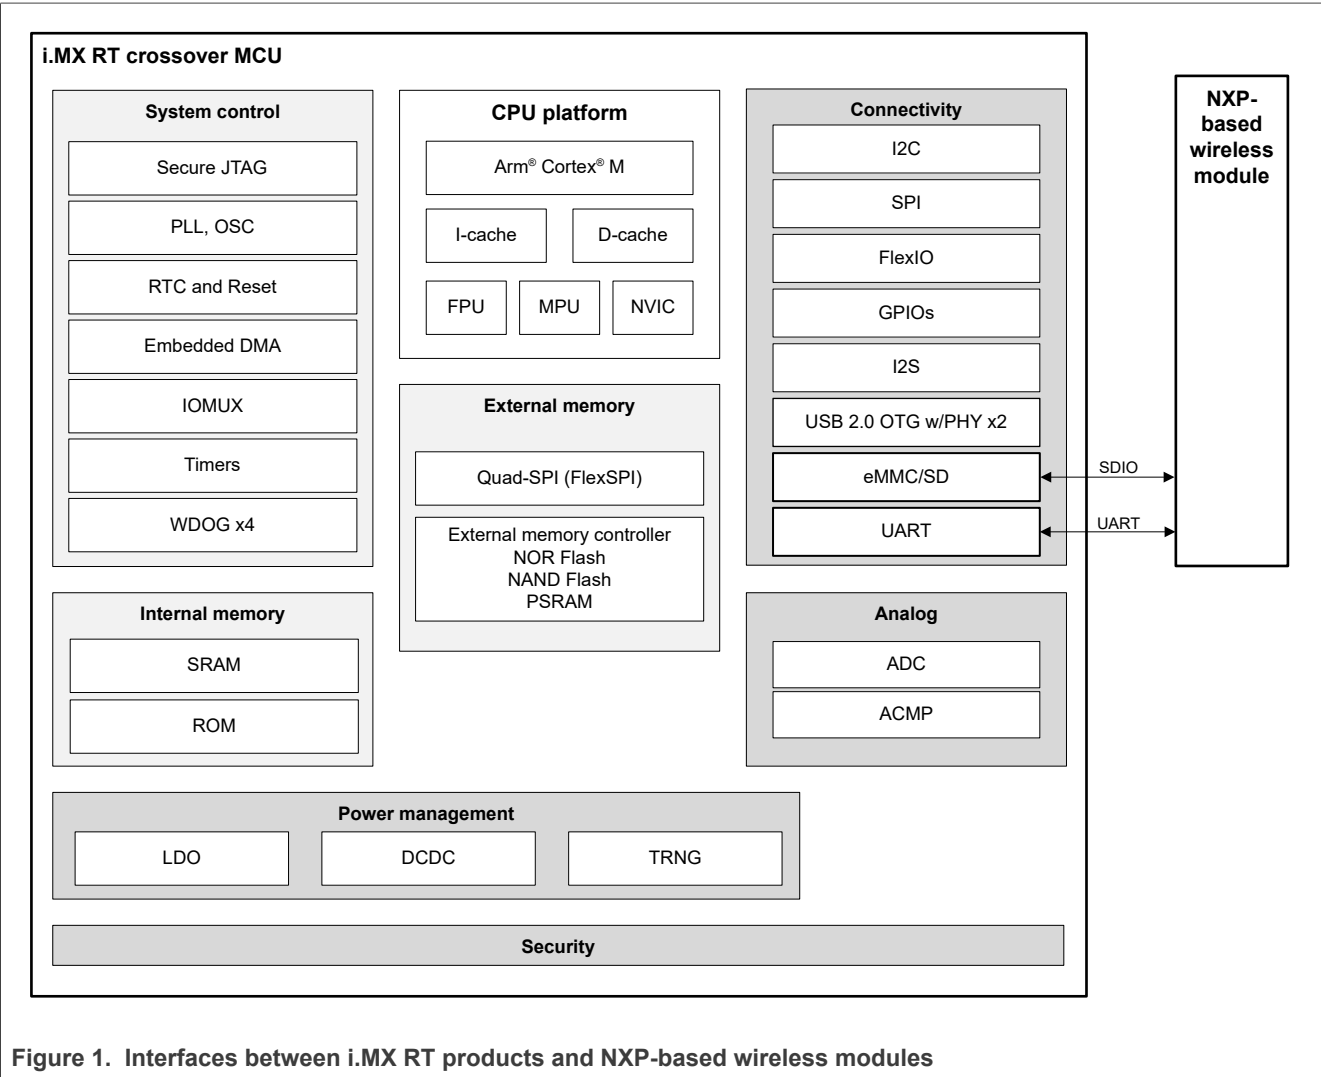 i.MX RT crossover MCU
System control
Secure JTAG
PLL, OSC
RTC and Reset
Embedded DMA
IOMUX
Timers
WDOG x4
Internal memory
SRAM
ROM
CPU platform
Arm® Cortex® M
I-cache
D-cache
FPU
MPU
NVIC
External memory
Quad-SPI (FlexSPI)
External memory controller
NOR Flash
NAND Flash
PSRAM
Connectivity
I2C
SPI
FlexIO
GPIOs
I2S
USB 2.0 OTG w/PHY x2
eMMC/SD
UART
SDIO
UART
NXP-
based
wireless
module
Analog
ADC
ACMP
Power management
LDO
DCDC
TRNG
Security
Figure 1. Interfaces between i.MX RT products and NXP-based wireless modules